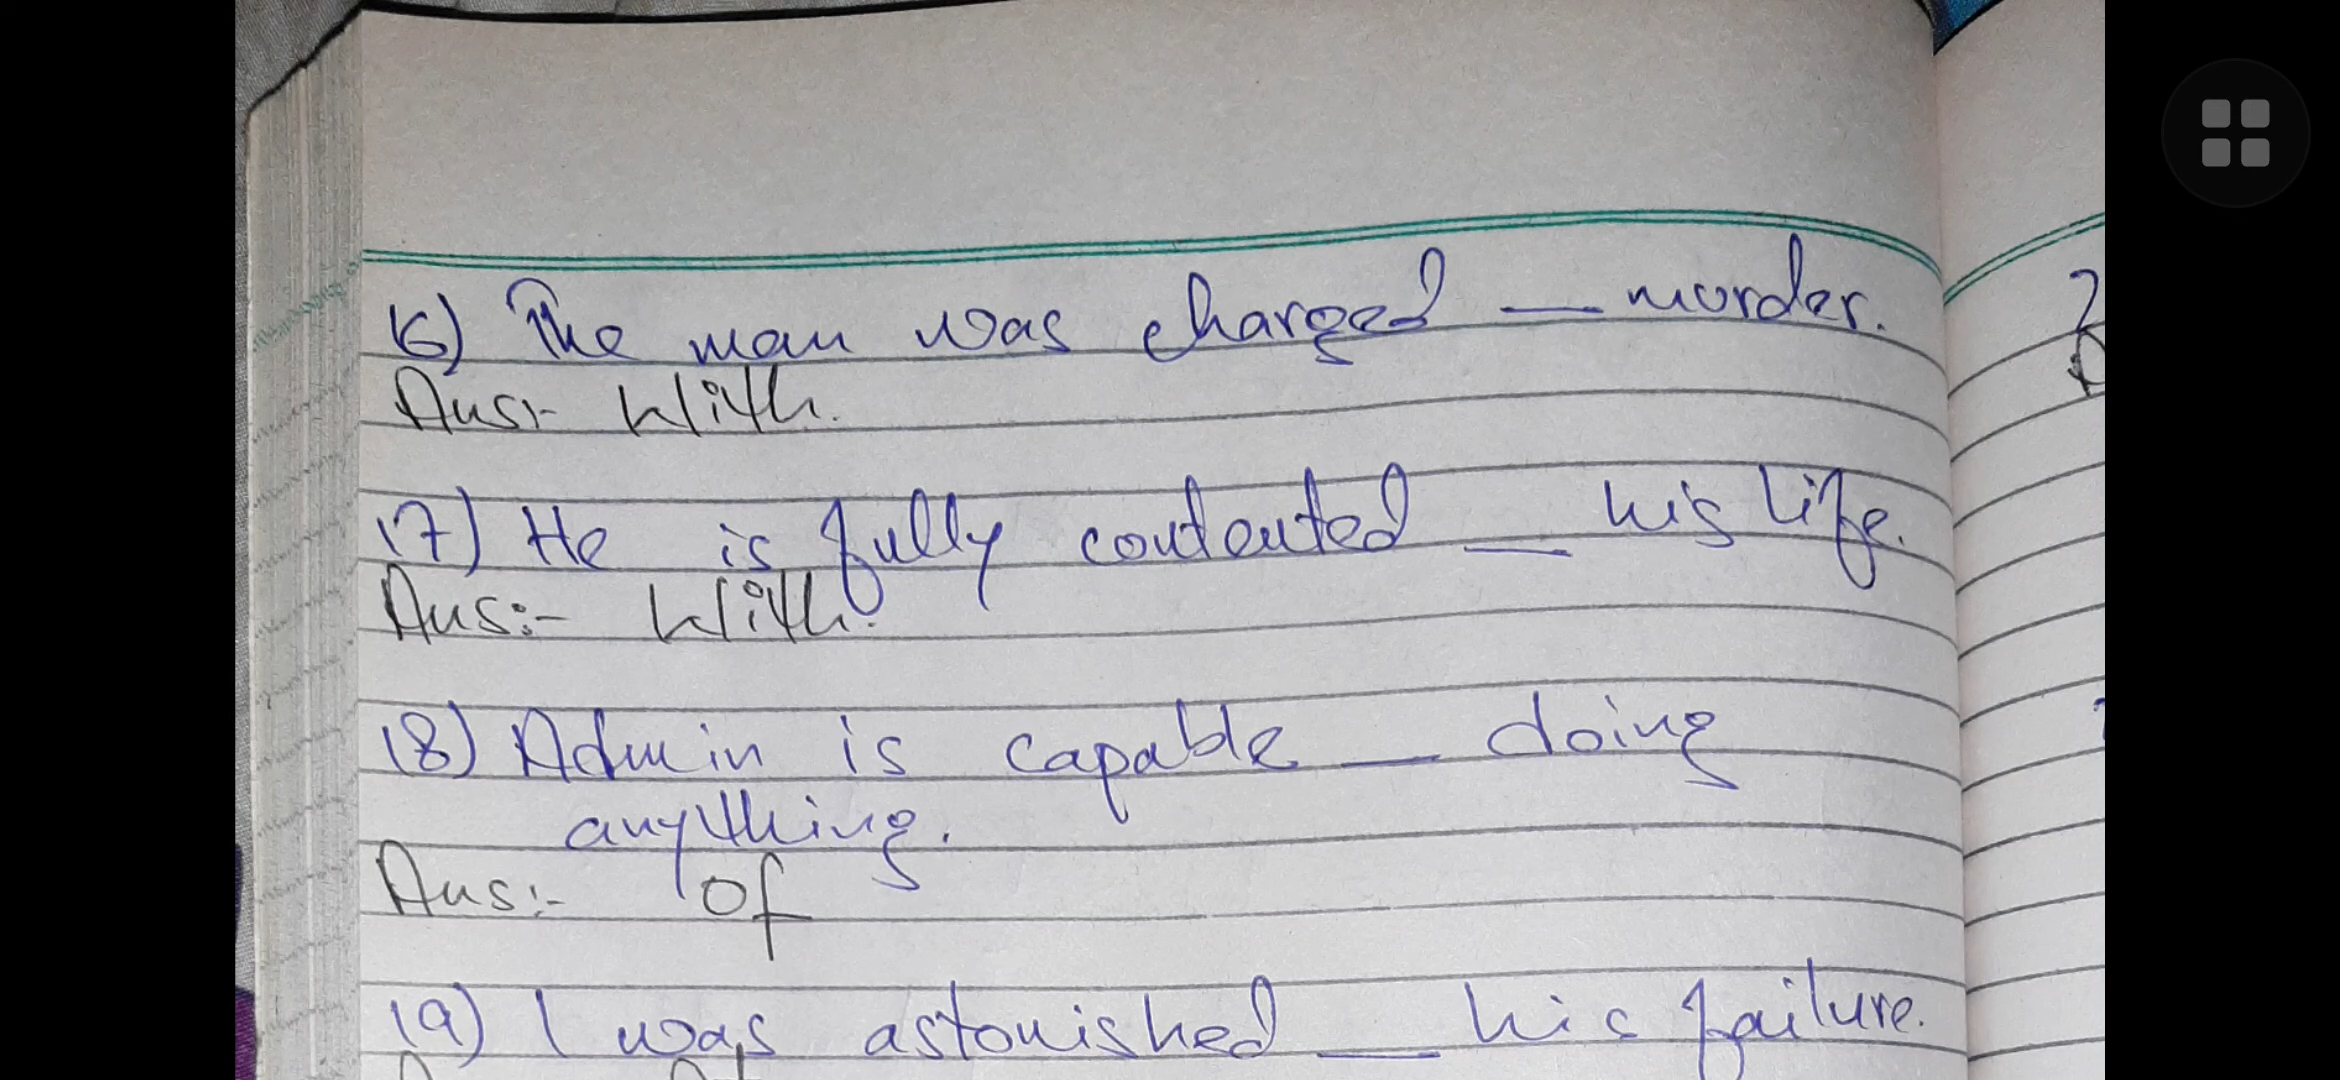 16) The man was charged — murder.
Ans:- With.
17) He is fully contented — his life.
Ans:- With.
18) Admin is capable — doing
anything.
Ans:- Of
19) I was astonished — his failure.